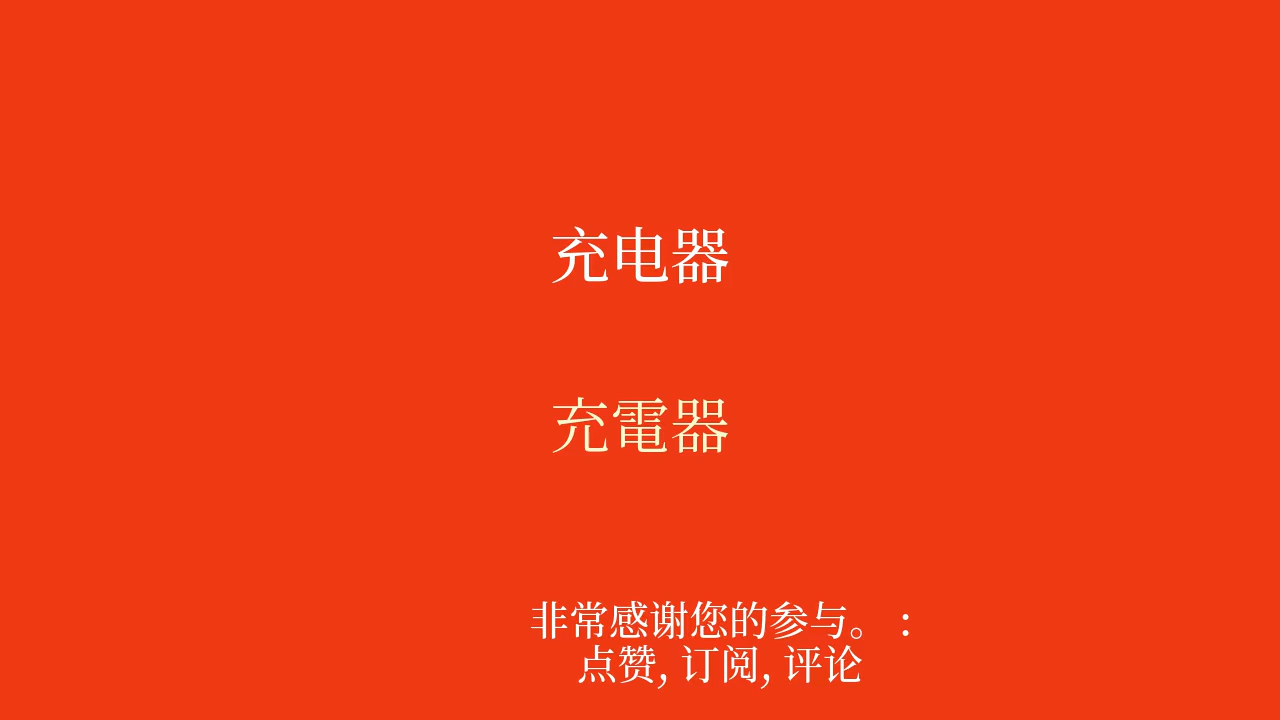 充电器
充電器
非常感谢您的参与。 :
点赞, 订阅, 评论